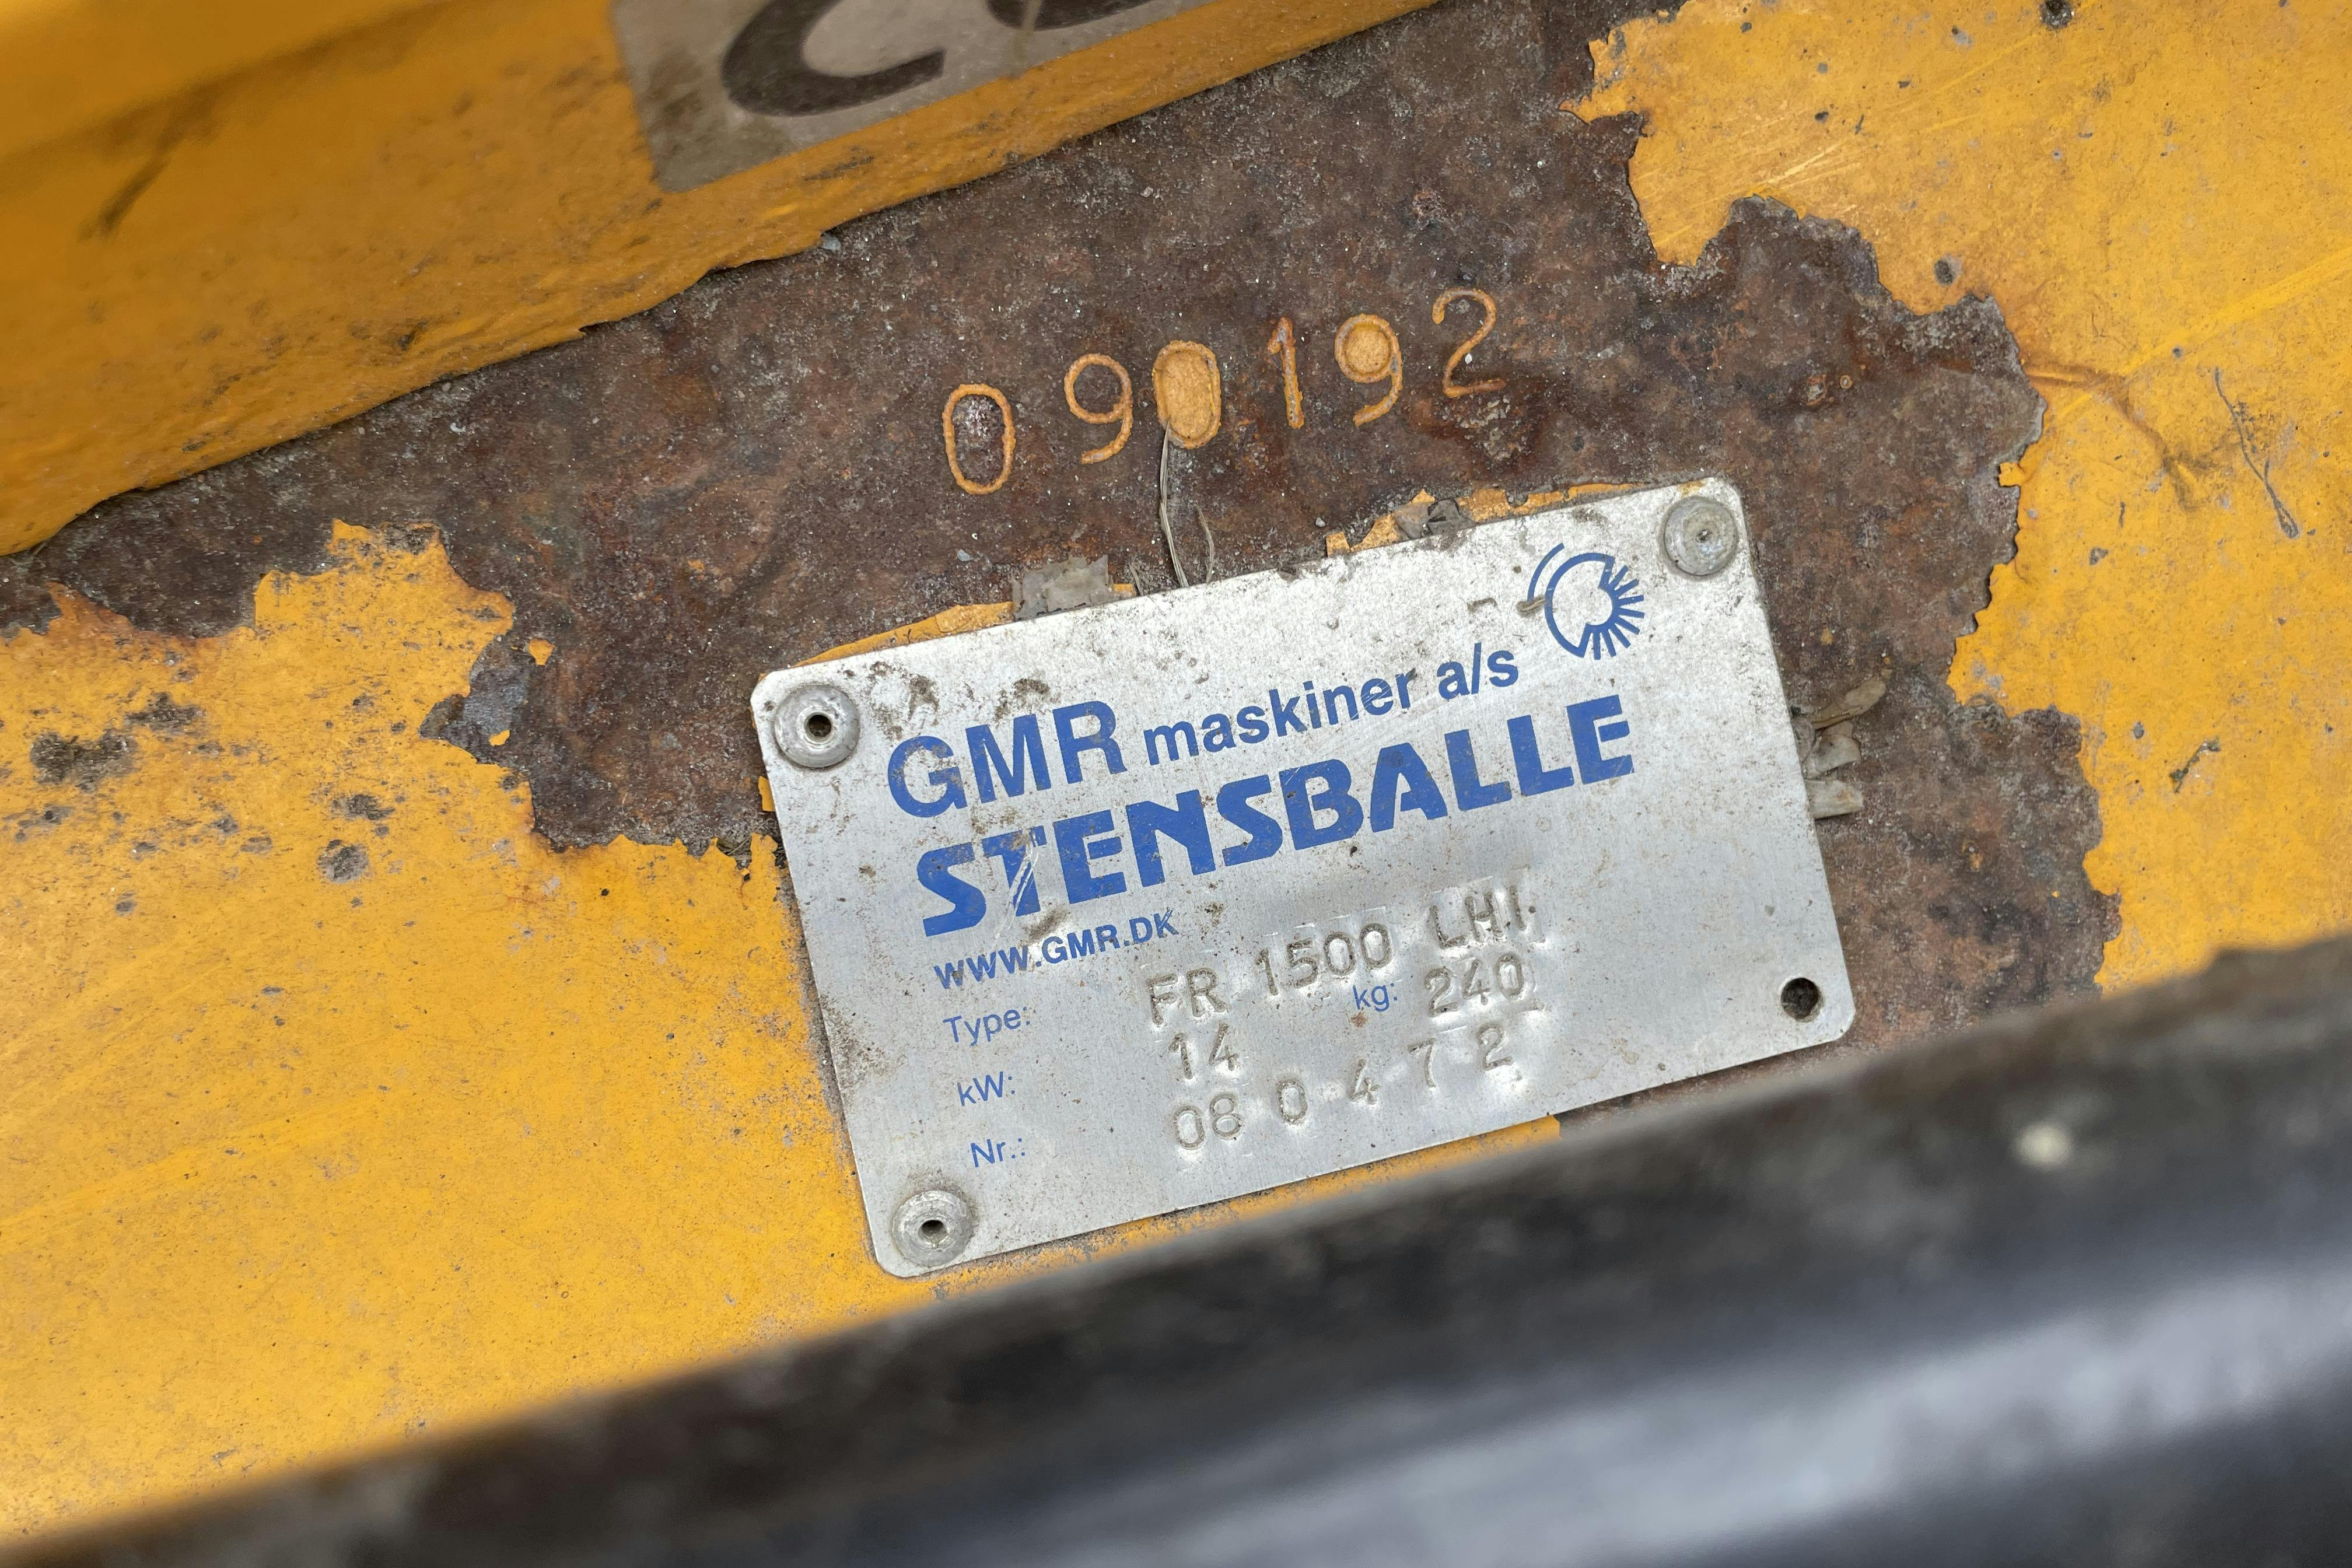 090192
GMR maskiner a/s
STENSBALLE
WWW.GMR.DK
Type: FR 1500 LHI
kW: 14 kg: 240
Nr.: 080472